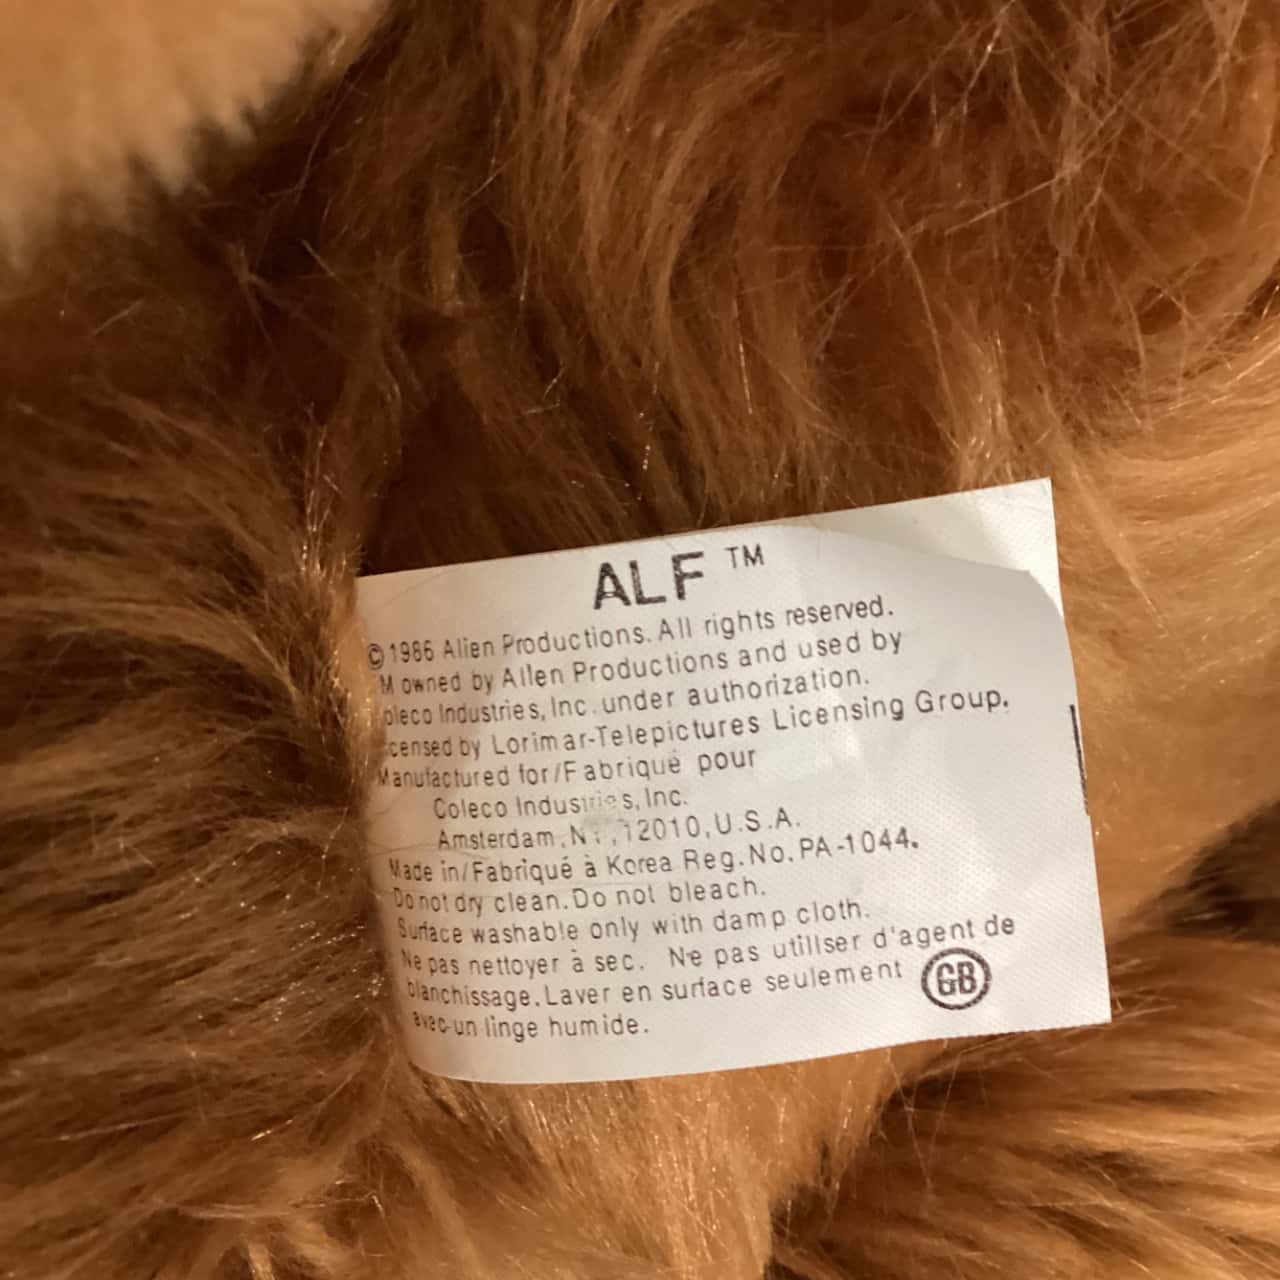 ALF ™
© 1986 Alien Productions. All rights reserved.
M owned by Alien Productions and used by
oleco Industries, Inc. under authorization.
censed by Lorimar-Telepictures Licensing Group.
Manufactured for/Fabriqué pour
Coleco Industries, Inc.
Amsterdam, N.Y., 12010, U.S.A.
Made in/Fabriqué à Korea Reg. No. PA-1044.
Do not dry clean. Do not bleach.
Surface washable only with damp cloth.
Ne pas nettoyer à sec. Ne pas utiliser d'agent de
blanchissage. Laver en surface seulement
avec un linge humide.
GB